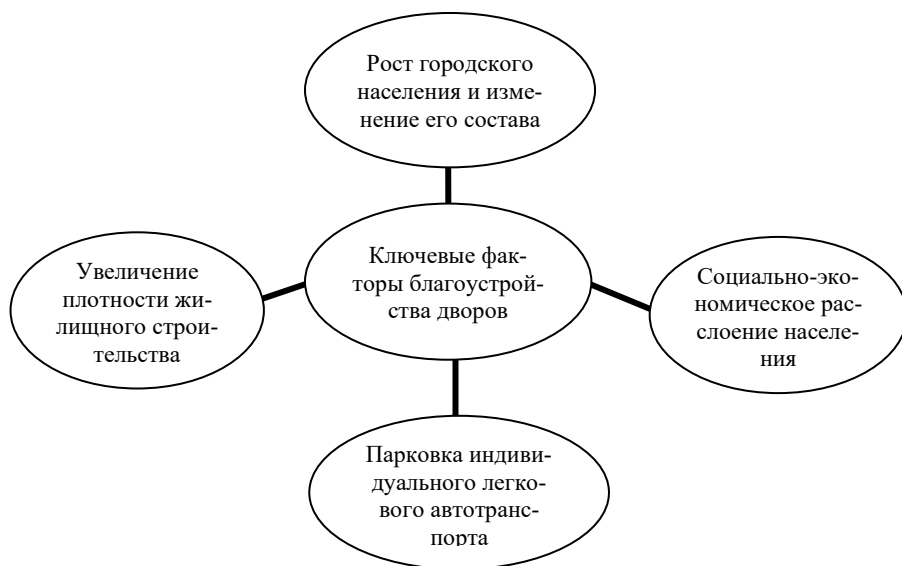 Рост городского
населения и изме-
нение его состава
Ключевые фак-
торы благоустрой-
ства дворов
Увеличение
плотности жи-
лищного строи-
тельства
Социально-эко-
номическое рас-
слоение населе-
ния
Парковка индиви-
дуального легко-
вого автотранс-
порта